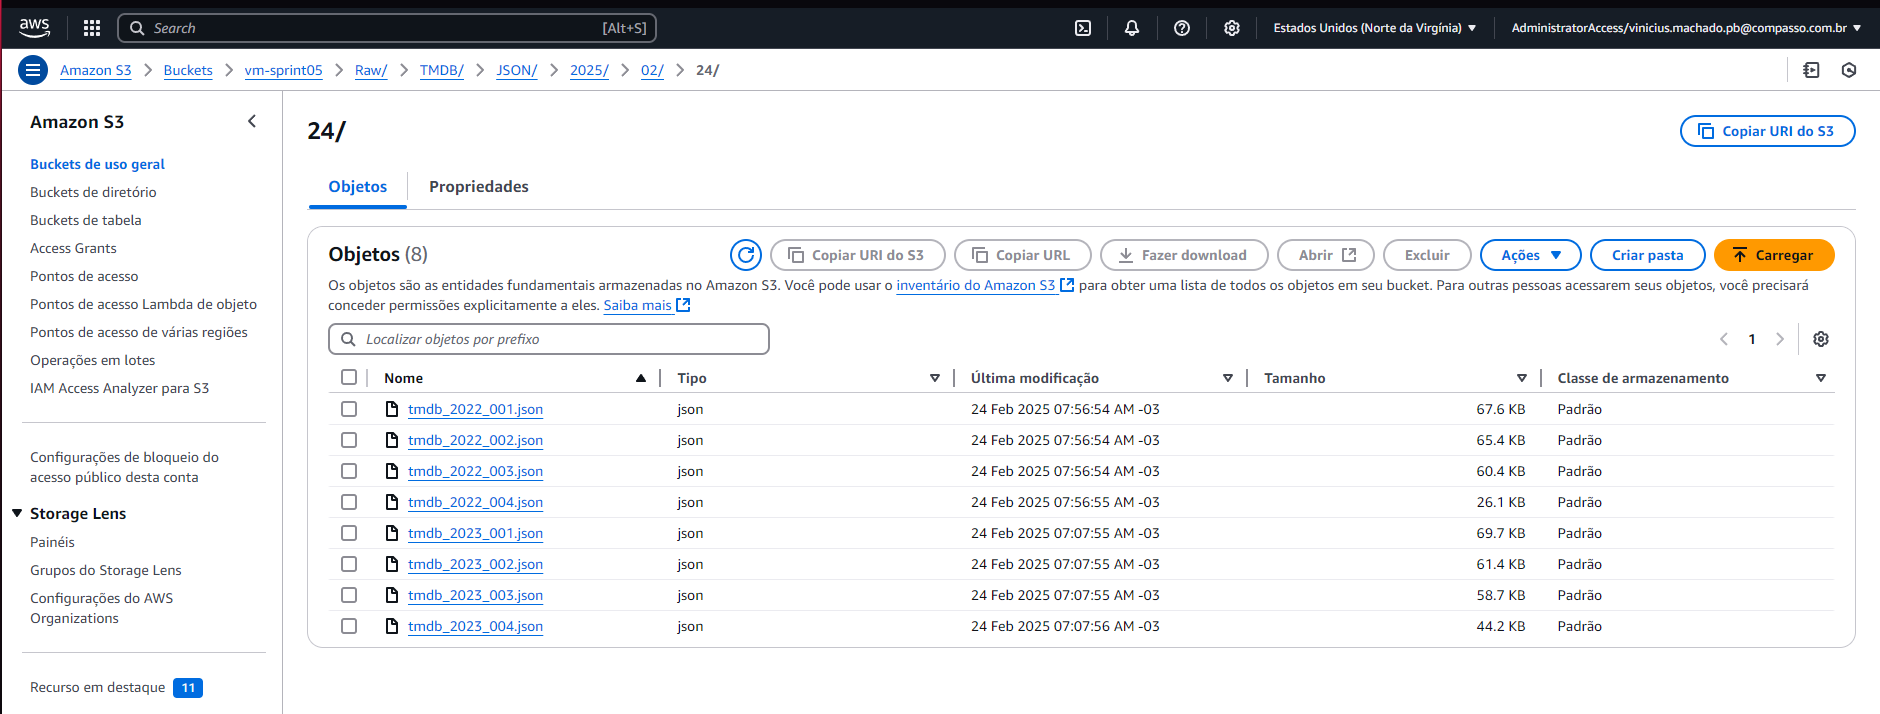 aws
Search
[Alt+S]
Estados Unidos (Norte da Virgínia)
AdministratorAccess/vinicius.machado.pb@compasso.com.br
Amazon S3
Buckets
vm-sprint05
Raw/
TMDB/
JSON/
2025/
02/
24/
Amazon S3
Buckets de uso geral
Buckets de diretório
Buckets de tabela
Access Grants
Pontos de acesso
Pontos de acesso Lambda de objeto
Pontos de acesso de várias regiões
Operações em lotes
IAM Access Analyzer para S3
Configurações de bloqueio do
acesso público desta conta
Storage Lens
Painéis
Grupos do Storage Lens
Configurações do AWS
Organizations
Recurso em destaque 11
24/
Copiar URI do S3
Objetos
Propriedades
Objetos (8)
Copiar URI do S3
Copiar URL
Fazer download
Abrir
Excluir
Ações
Criar pasta
Carregar
Os objetos são as entidades fundamentais armazenadas no Amazon S3. Você pode usar o inventário do Amazon S3 para obter uma lista de todos os objetos em seu bucket. Para outras pessoas acessarem seus objetos, você precisará
conceder permissões explicitamente a eles. Saiba mais
Localizar objetos por prefixo
1
Nome Tipo Última modificação Tamanho Classe de armazenamento
tmdb_2022_001.json json 24 Feb 2025 07:56:54 AM -03 67.6 KB Padrão
tmdb_2022_002.json json 24 Feb 2025 07:56:54 AM -03 65.4 KB Padrão
tmdb_2022_003.json json 24 Feb 2025 07:56:54 AM -03 60.4 KB Padrão
tmdb_2022_004.json json 24 Feb 2025 07:56:55 AM -03 26.1 KB Padrão
tmdb_2023_001.json json 24 Feb 2025 07:07:55 AM -03 69.7 KB Padrão
tmdb_2023_002.json json 24 Feb 2025 07:07:55 AM -03 61.4 KB Padrão
tmdb_2023_003.json json 24 Feb 2025 07:07:55 AM -03 58.7 KB Padrão
tmdb_2023_004.json json 24 Feb 2025 07:07:56 AM -03 44.2 KB Padrão